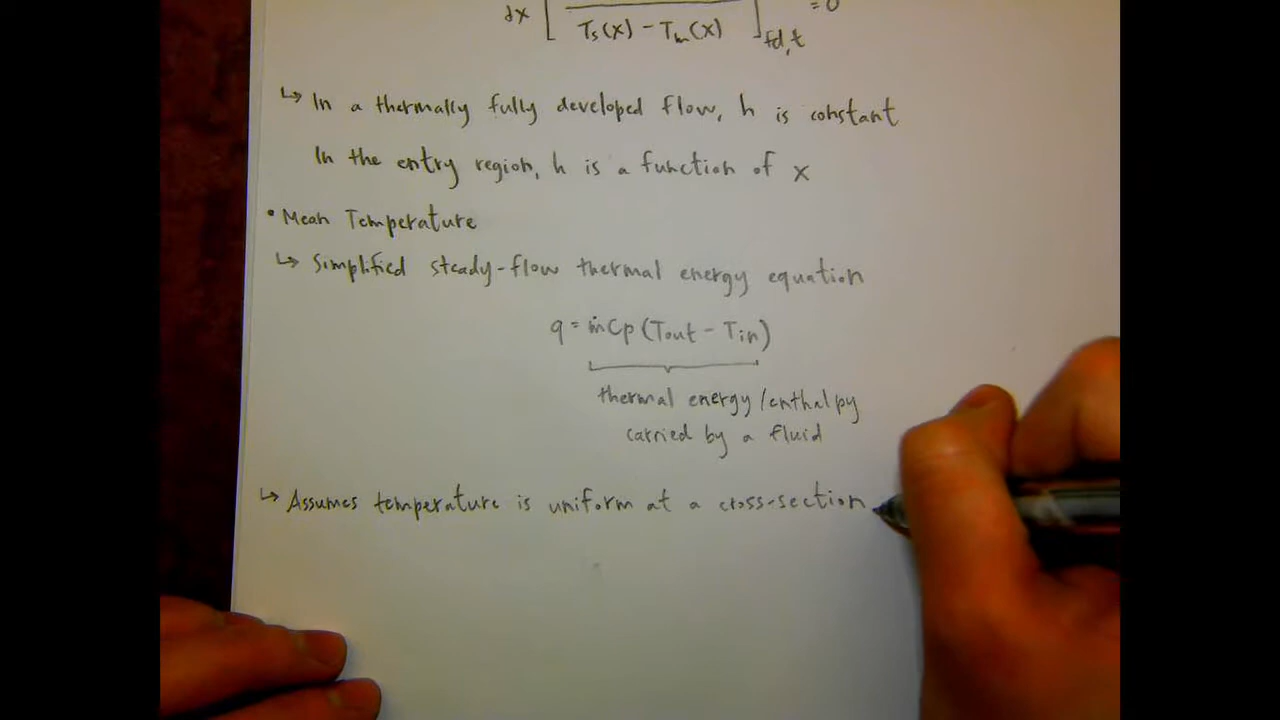 dx [ Ts(x) - Tm(x) ]fd,t = 0
↳ In a thermally fully developed flow, h is constant
In the entry region, h is a function of x
• Mean Temperature
↳ Simplified steady-flow thermal energy equation
q = ṁCp(Tout - Tin)
thermal energy/enthalpy
carried by a fluid
↳ Assumes temperature is uniform at a cross-section